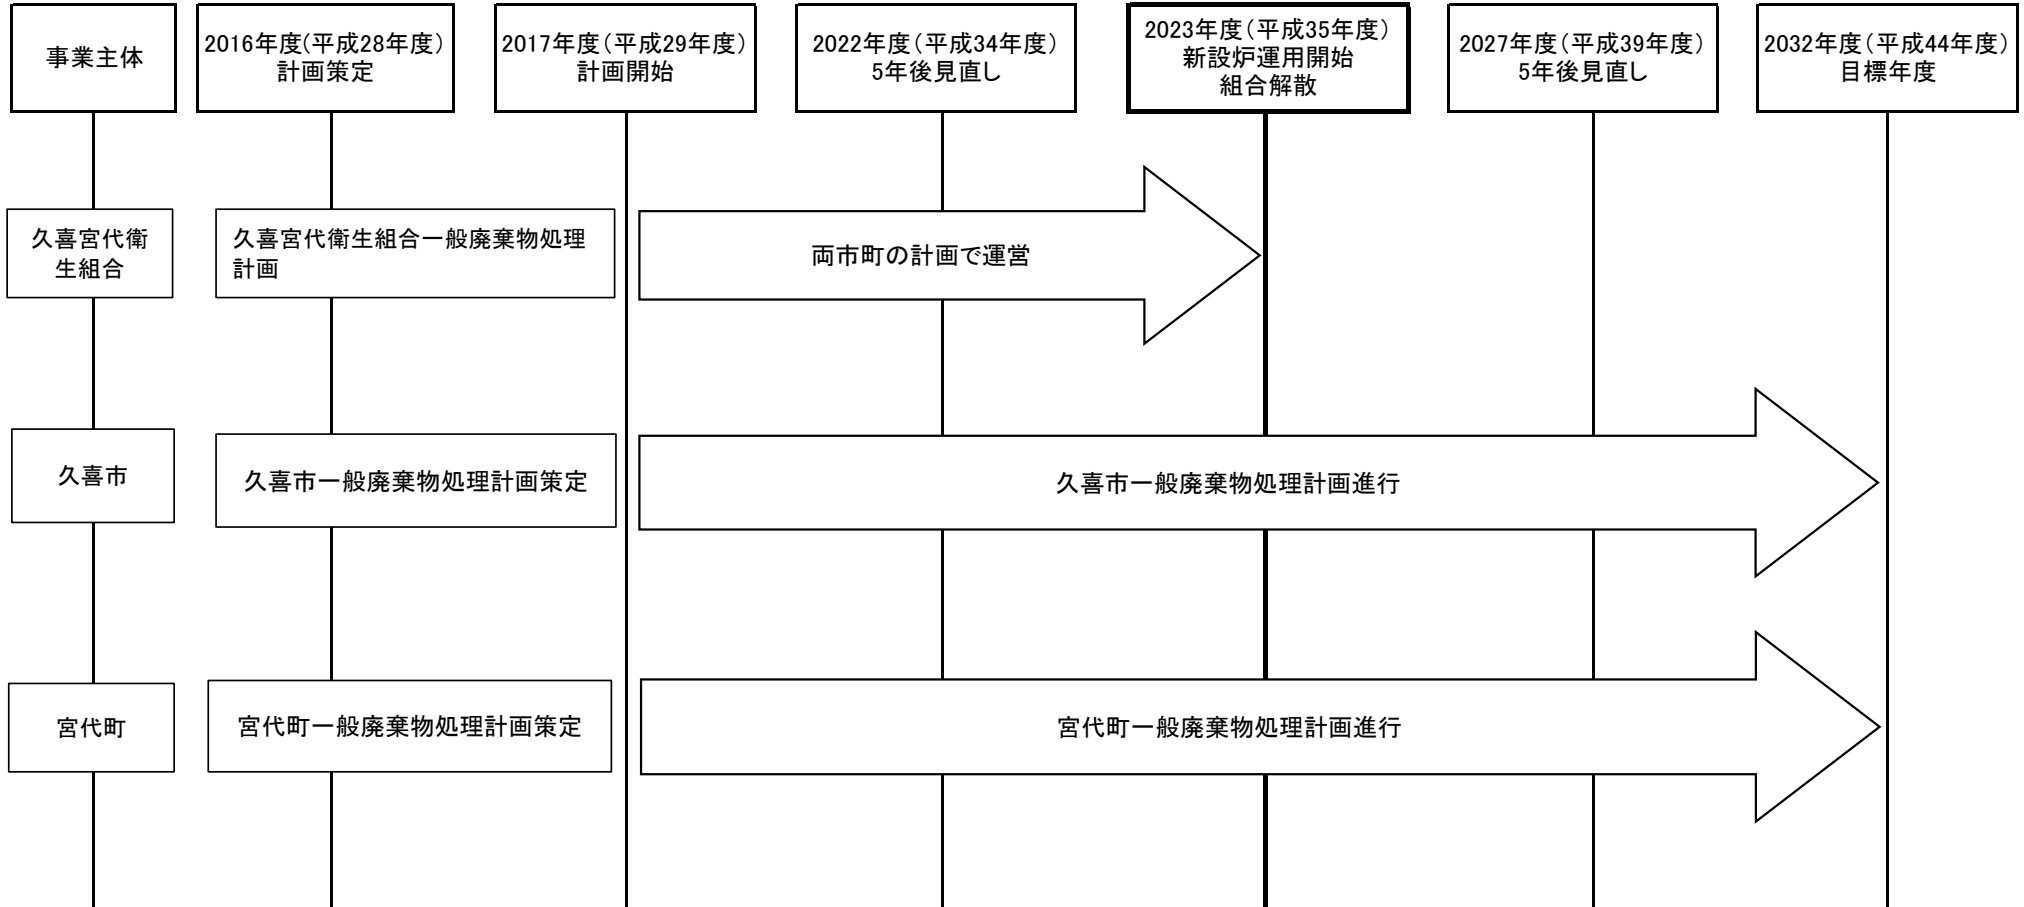 事業主体
2016年度(平成28年度)
計画策定
2017年度(平成29年度)
計画開始
2022年度(平成34年度)
5年後見直し
2023年度(平成35年度)
新設炉運用開始
組合解散
2027年度(平成39年度)
5年後見直し
2032年度(平成44年度)
目標年度
久喜宮代衛
生組合
久喜宮代衛生組合一般廃棄物処理
計画
両市町の計画で運営
久喜市
久喜市一般廃棄物処理計画策定
久喜市一般廃棄物処理計画進行
宮代町
宮代町一般廃棄物処理計画策定
宮代町一般廃棄物処理計画進行